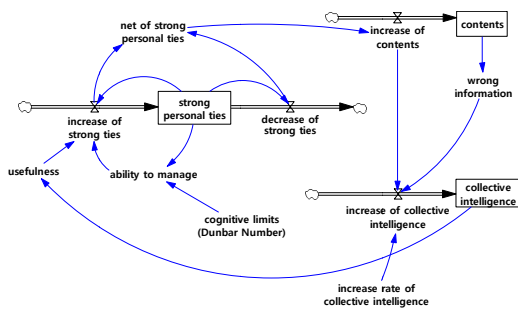 net of strong
personal ties
increase of
contents
contents
wrong
information
strong
personal ties
increase of
strong ties
decrease of
strong ties
usefulness
ability to manage
cognitive limits
(Dunbar Number)
collective
intelligence
increase of collective
intelligence
increase rate of
collective intelligence